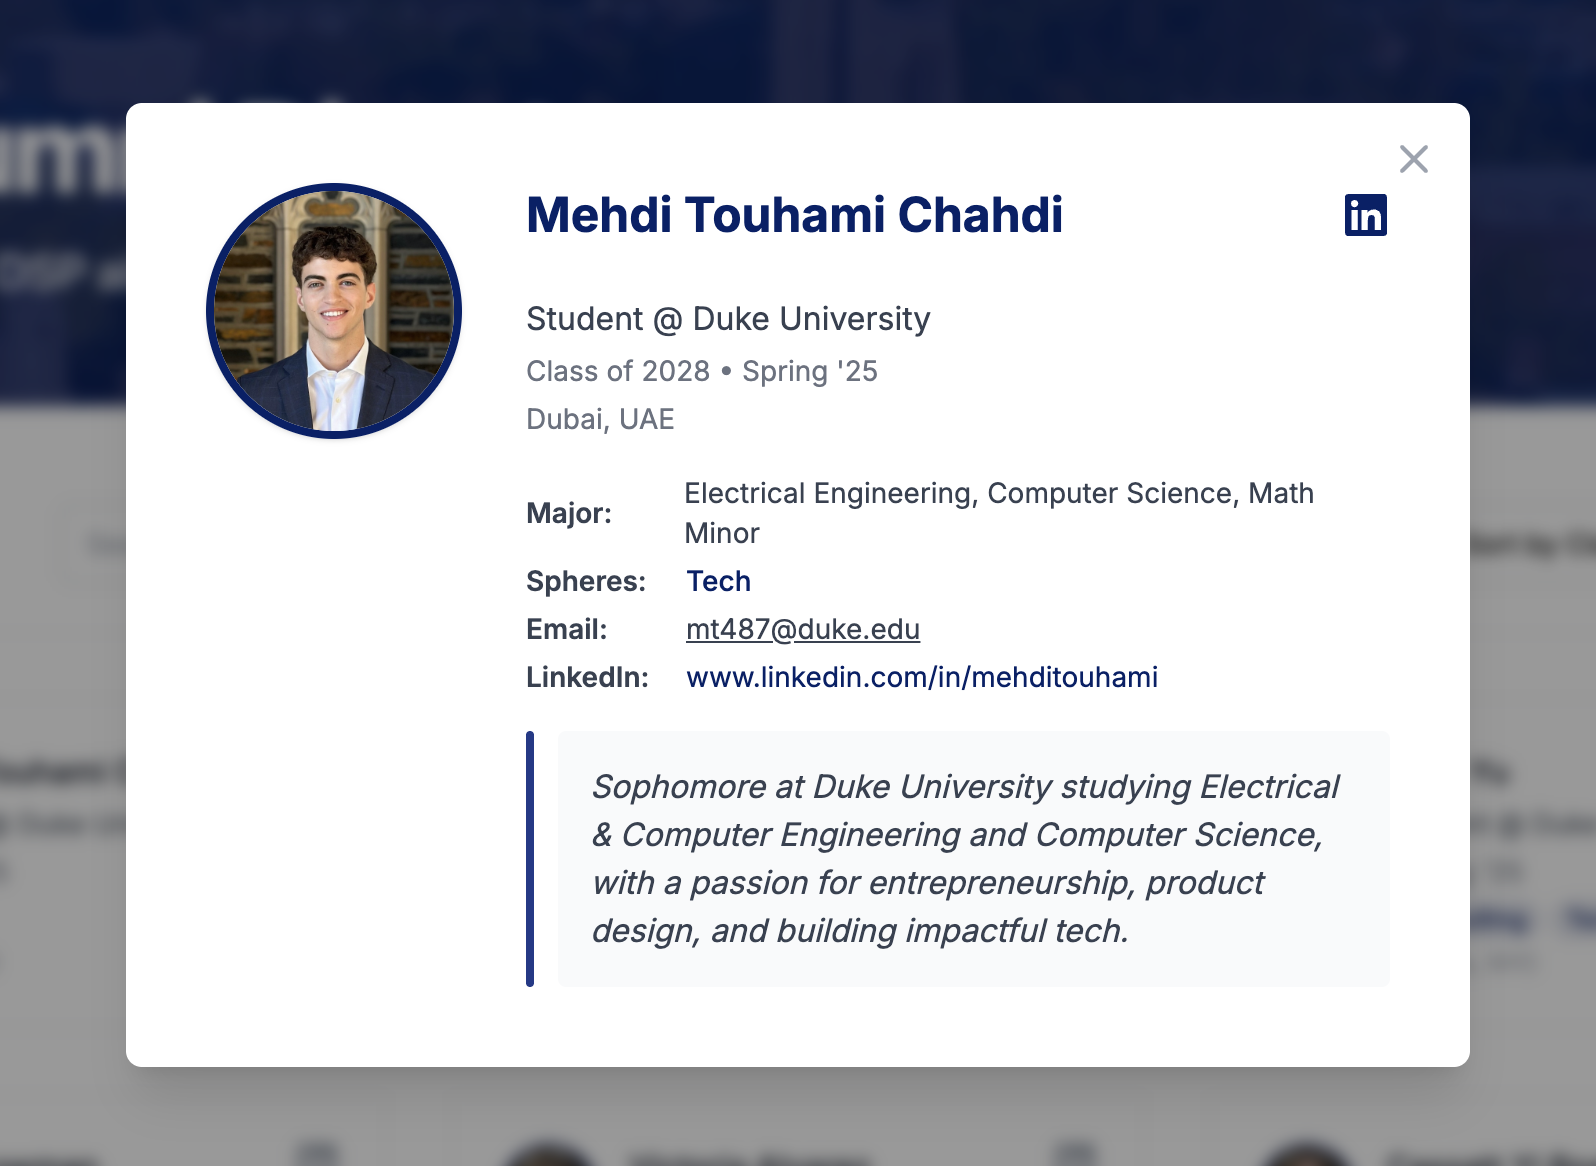 Mehdi Touhami Chahdi
in
Student @ Duke University
Class of 2028 • Spring '25
Dubai, UAE
Major: Electrical Engineering, Computer Science, Math
Minor
Spheres: Tech
Email: mt487@duke.edu
LinkedIn: www.linkedin.com/in/mehditouhami
Sophomore at Duke University studying Electrical
& Computer Engineering and Computer Science,
with a passion for entrepreneurship, product
design, and building impactful tech.